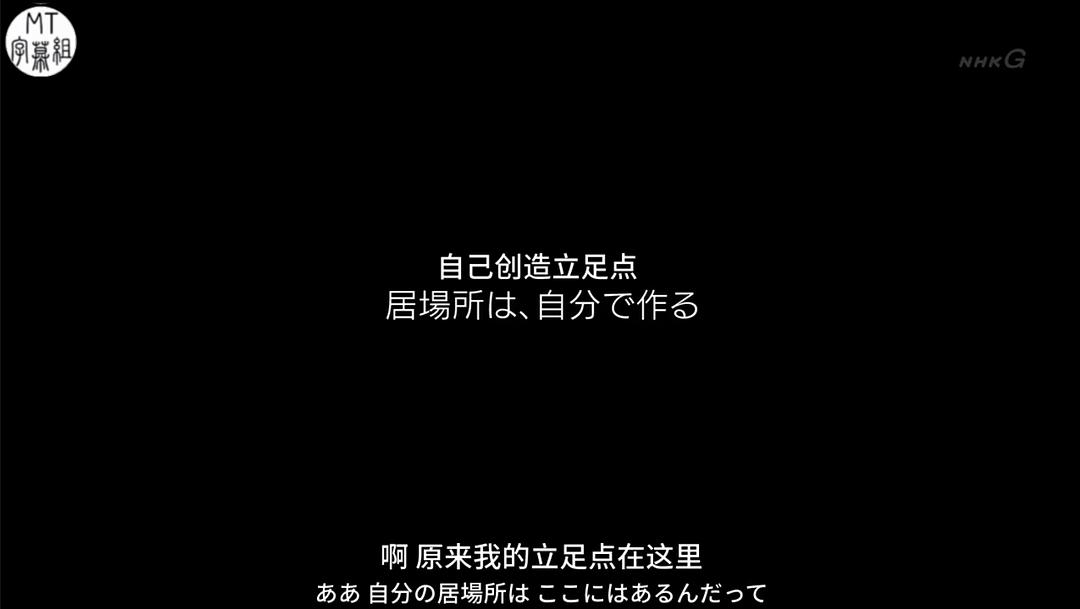 MT
字幕組
NHK G
自己创造立足点
居場所は、自分で作る
啊 原来我的立足点在这里
ああ 自分の居場所は ここにはあるんだって